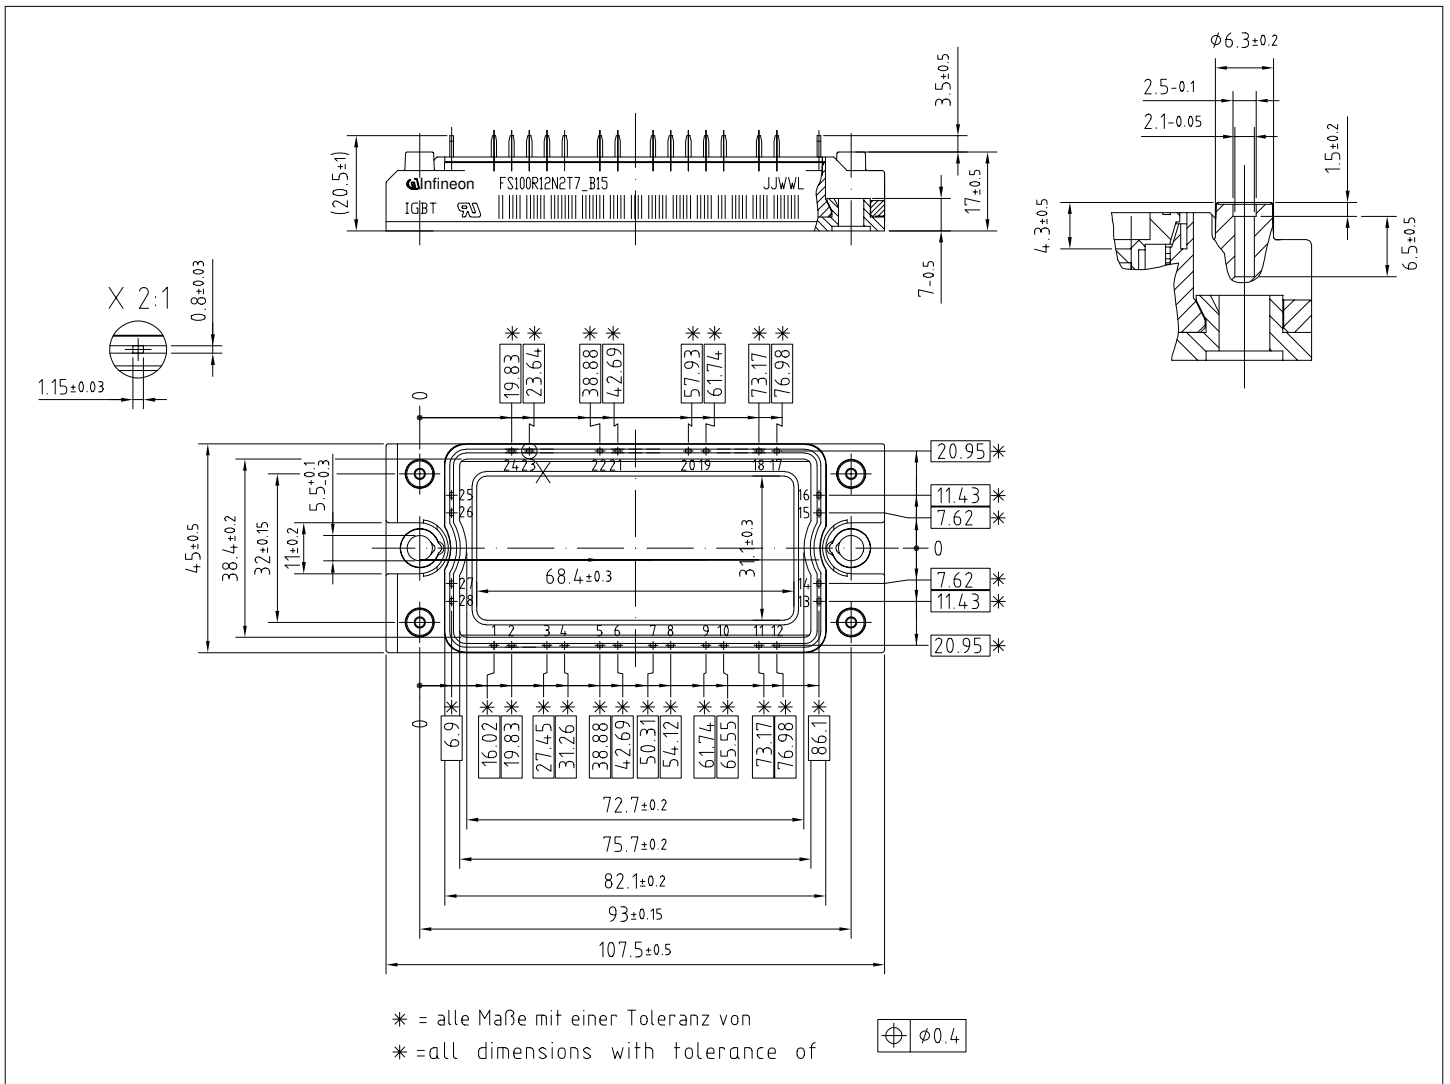 ⌀6.3±0.2
2.5-0.1
2.1-0.05
3.5±0.5
1.5±0.2
(20.5±1)
Infineon FS100R12N2T7_B15 JJWWL
IGBT
17±0.5
4.3±0.5
6.5±0.5
7-0.5
X 2:1
0.8±0.03
1.15±0.03
✳ ✳ ✳ ✳ ✳ ✳ ✳ ✳
19.83 23.64 38.88 42.69 57.93 61.74 73.17 76.98
0
24 23 22 21 20 19 18 17
X
20.95 ✳
25 16 11.43 ✳
26 15 7.62 ✳
0
27 14 7.62 ✳
28 13 11.43 ✳
20.95 ✳
45±0.5
38.4±0.2
32±0.15
11±0.2
5.5+0.1-0.3
68.4±0.3
31.1±0.3
1 2 3 4 5 6 7 8 9 10 11 12
0
✳ ✳ ✳ ✳ ✳ ✳ ✳ ✳ ✳ ✳ ✳ ✳ ✳ ✳
6.9 16.02 19.83 27.45 31.26 38.88 42.69 50.31 54.12 61.74 65.55 73.17 76.98 86.1
72.7±0.2
75.7±0.2
82.1±0.2
93±0.15
107.5±0.5
✳ = alle Maße mit einer Toleranz von
✳ =all dimensions with tolerance of
⌖ ⌀0.4